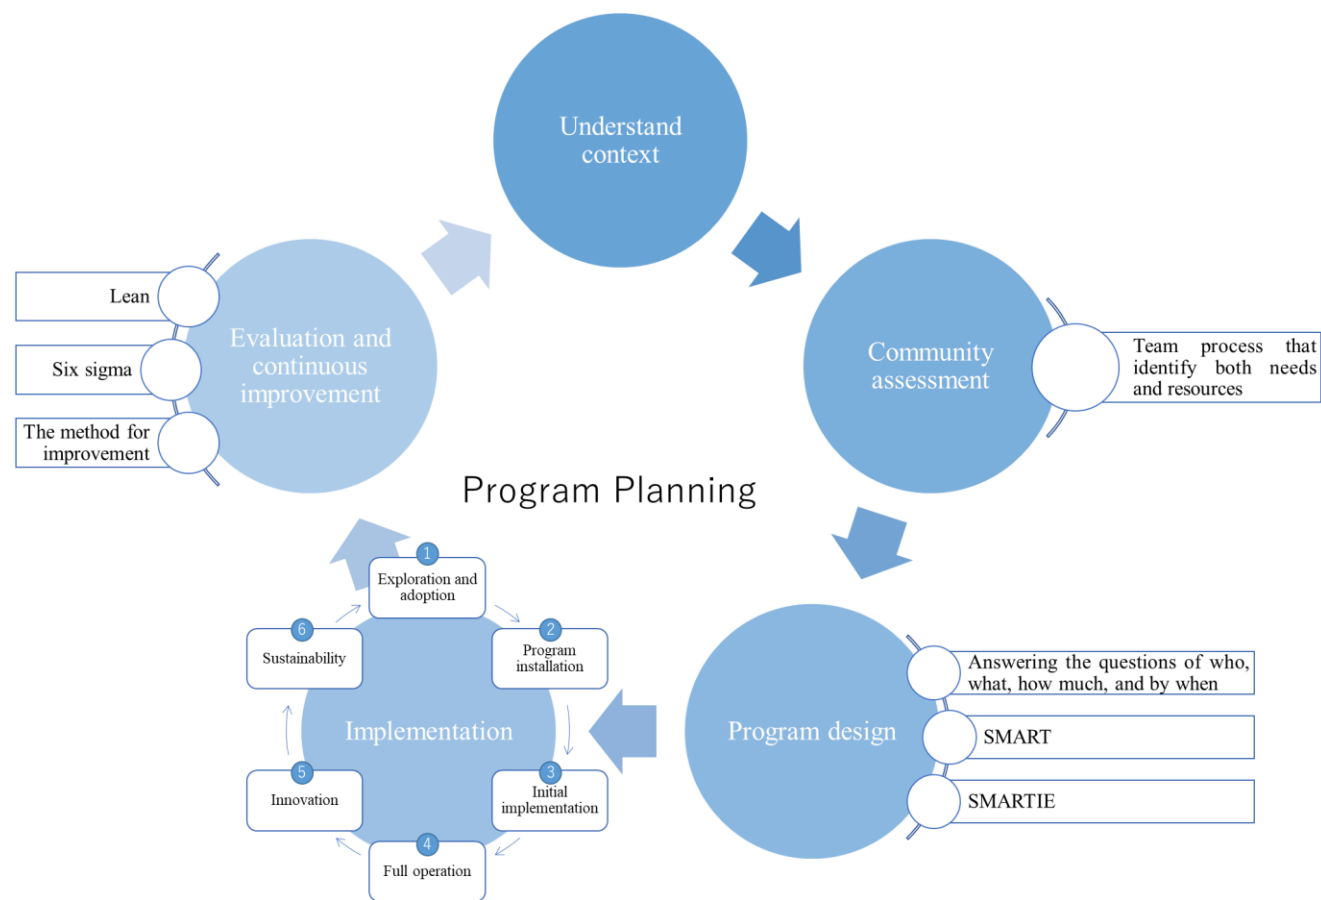 Understand
context
Community
assessment
Team process that
identify both needs
and resources
Program design
Answering the questions of who,
what, how much, and by when
SMART
SMARTIE
Implementation
1
Exploration and
adoption
2
Program
installation
3
Initial
implementation
4
Full operation
5
Innovation
6
Sustainability
Evaluation and
continuous
improvement
Lean
Six sigma
The method for
improvement
Program Planning